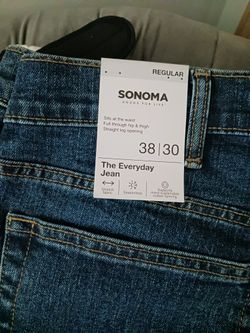 REGULAR
SONOMA
GOODS FOR LIFE
Sits at the waist
Full through hip & thigh
Straight leg opening
38|30
The Everyday
Jean